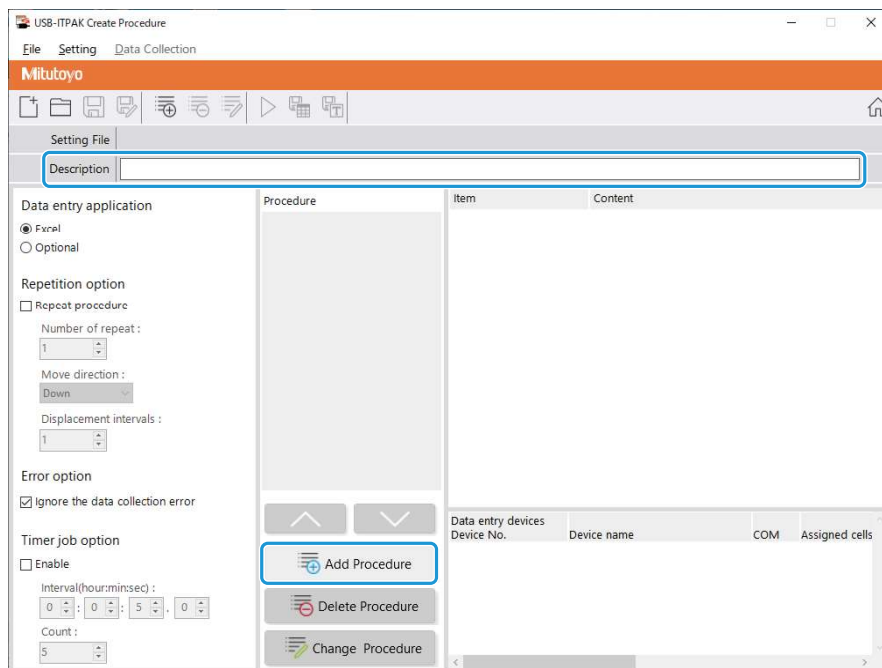 USB-ITPAK Create Procedure
File Setting Data Collection
Mitutoyo
Setting File
Description
Data entry application
Excel
Optional
Repetition option
Repeat procedure
Number of repeat :
1
Move direction :
Down
Displacement intervals :
1
Error option
Ignore the data collection error
Timer job option
Enable
Interval(hour:min:sec) :
0 : 0 : 5 . 0
Count :
5
Procedure
Add Procedure
Delete Procedure
Change Procedure
Item Content
Data entry devices
Device No. Device name COM Assigned cells